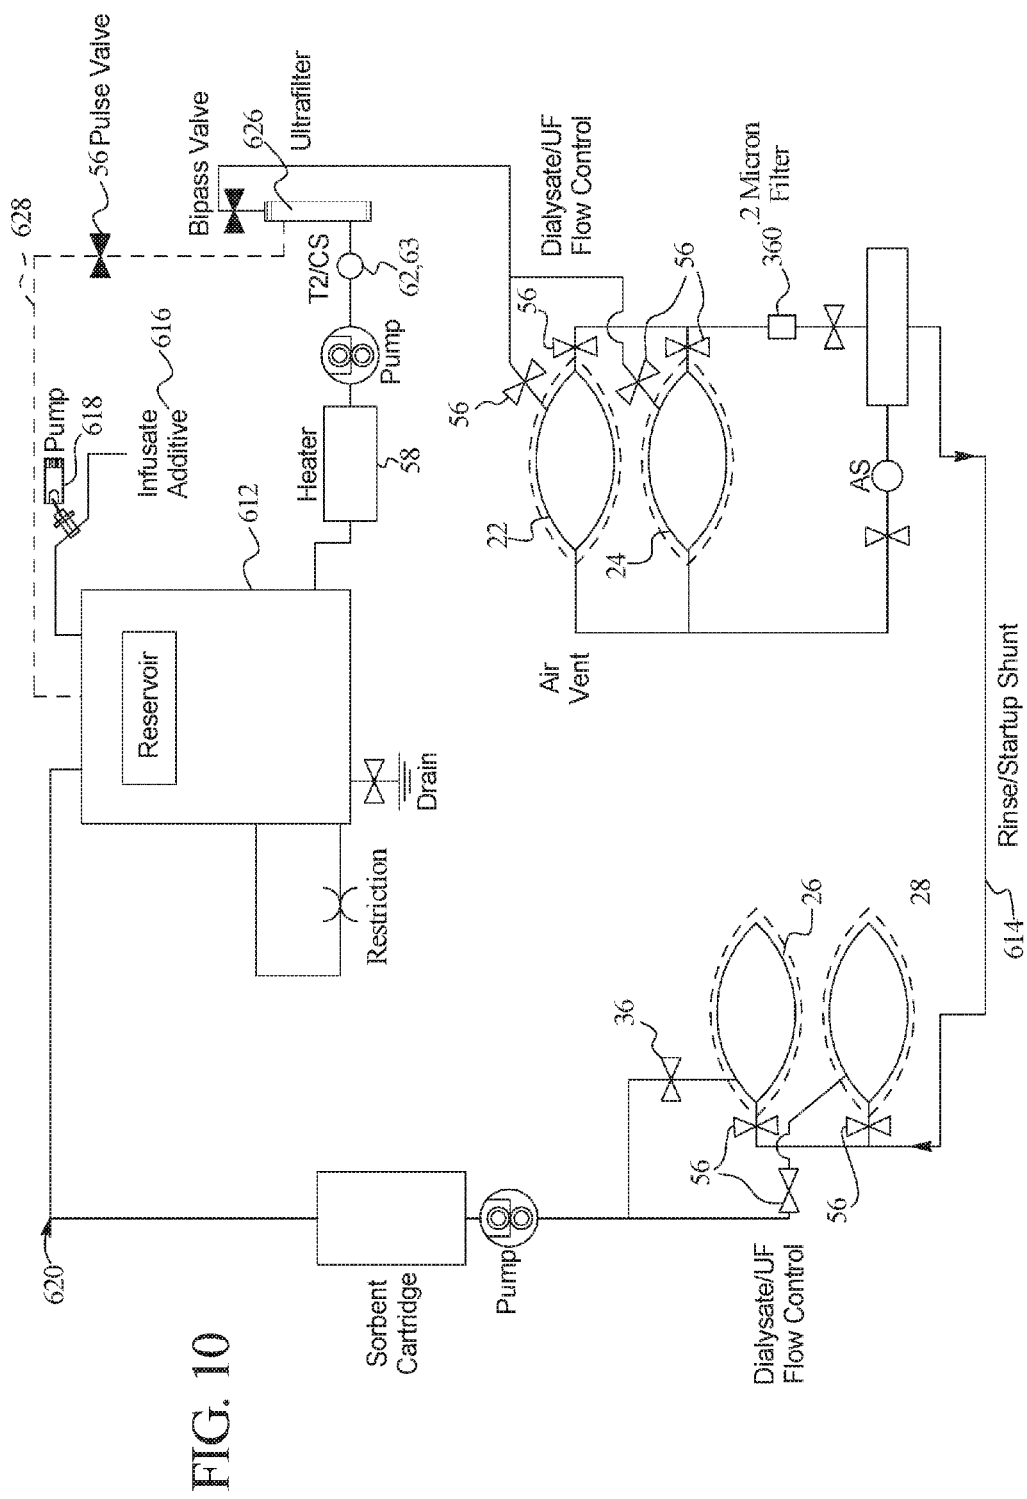 FIG. 10
620
Sorbent
Cartridge
Pump
Dialysate/UF
Flow Control
56
56
36
26
28
614
Rinse/Startup Shunt
Restriction
Drain
Reservoir
612
628
56 Pulse Valve
Pump
618
Infusate
Additive
616
Heater
58
Pump
T2/CS
62,63
Bipass Valve
626
Ultrafilter
Dialysate/UF
Flow Control
56
56
56
22
24
Air
Vent
AS
360
.2 Micron
Filter